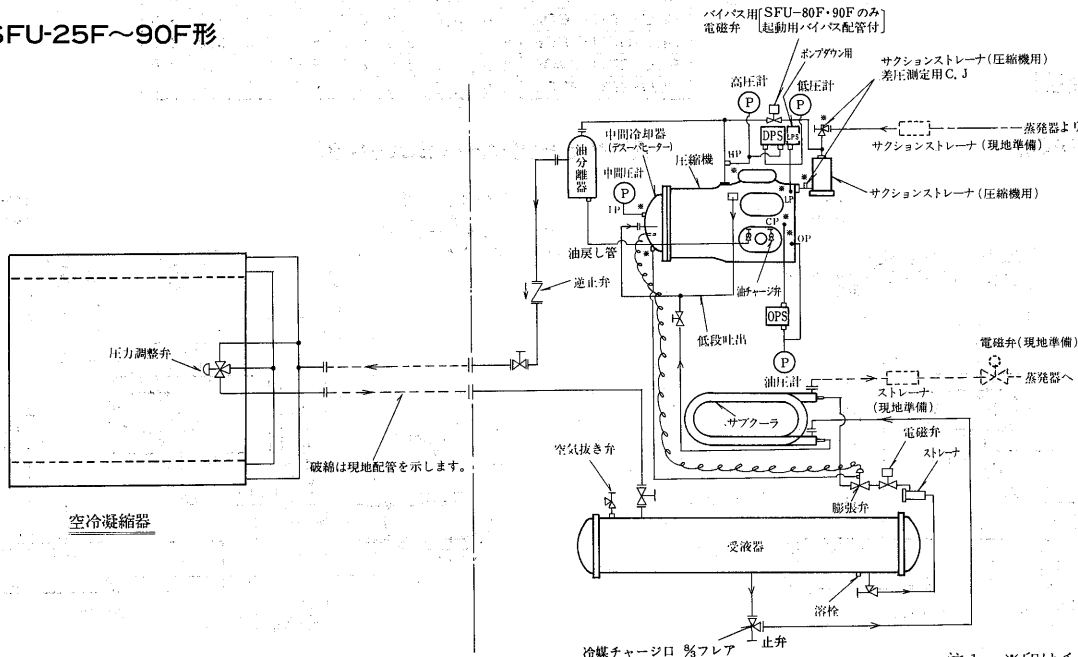 SFU-25F～90F形
バイパス用[SFU-80F・90Fのみ
電磁弁 起動用バイパス配管付]
ポンプダウン用
サクションストレーナ(圧縮機用)
差圧測定用C.J
高圧計
低圧計
P
P
DPS
LPS
※
蒸発器より
サクションストレーナ(現地準備)
サクションストレーナ(圧縮機用)
中間冷却器
(デスーパーヒーター)
圧縮機
HP
※
油分離器
中間圧計
P
IP
※
LP
※
CP
※
※
OP
油戻し管
※
逆止弁
油チャージ弁
低段吐出
OPS
P
油圧計
圧力調整弁
電磁弁(現地準備)
蒸発器へ
ストレーナ
(現地準備)
サブクーラ
電磁弁
ストレーナ
空気抜き弁
破綿は現地配管を示します。
膨張弁
空冷凝縮器
受液器
溶栓
冷媒チャージ口 ⅜フレア
止弁